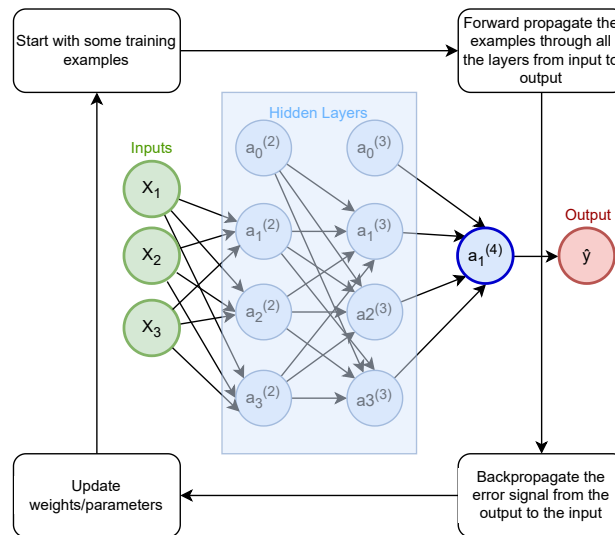 Start with some training
examples
Forward propagate the
examples through all
the layers from input to
output
Hidden Layers
Inputs
Output
a₀⁽²⁾
a₀⁽³⁾
X₁
X₂
X₃
a₁⁽²⁾
a₁⁽³⁾
a₂⁽²⁾
a2⁽³⁾
a₃⁽²⁾
a3⁽³⁾
a₁⁽⁴⁾
ŷ
Update
weights/parameters
Backpropagate the
error signal from the
output to the input